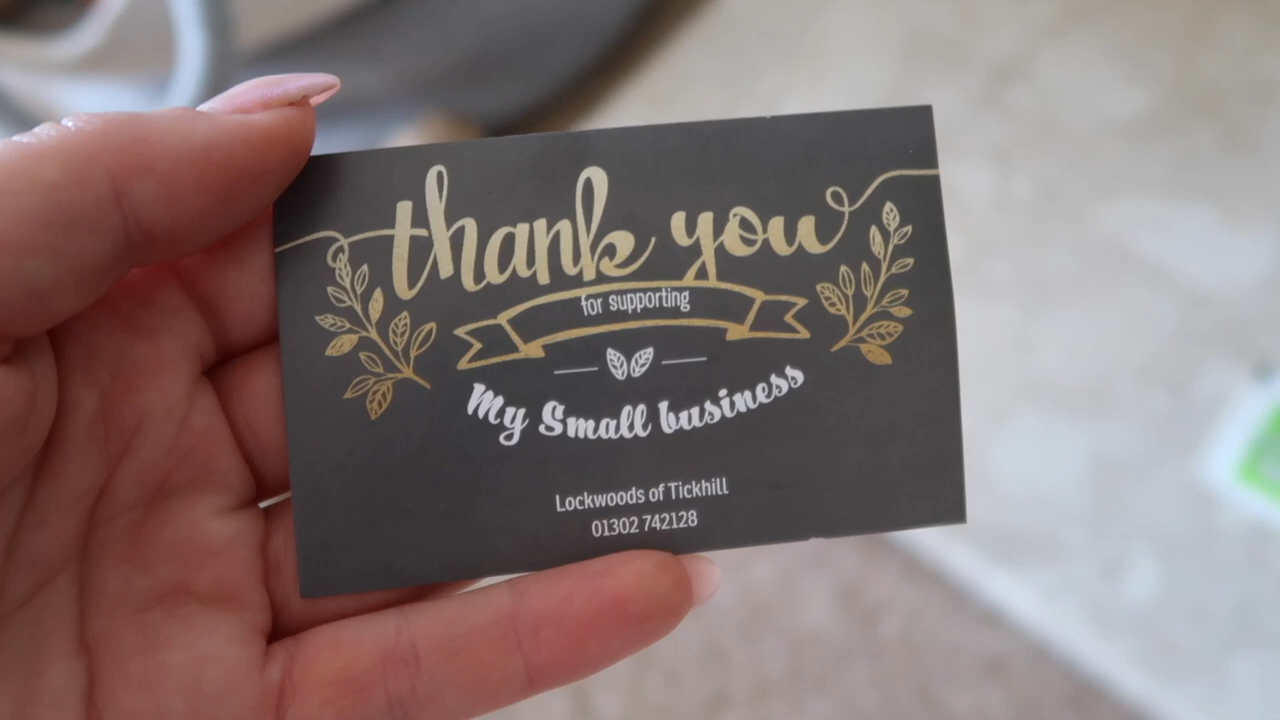 thank you
for supporting
My Small business
Lockwoods of Tickhill
01302 742128